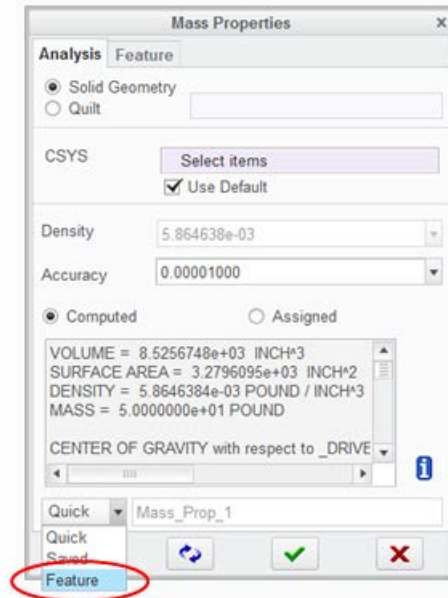 Mass Properties x
Analysis Feature
Solid Geometry
Quilt
CSYS Select items
Use Default
Density 5.864638e-03
Accuracy 0.00001000
Computed Assigned
VOLUME = 8.5256748e+03 INCH^3
SURFACE AREA = 3.2796095e+03 INCH^2
DENSITY = 5.8646384e-03 POUND / INCH^3
MASS = 5.0000000e+01 POUND
CENTER OF GRAVITY with respect to _DRIVE
i
Quick Mass_Prop_1
Quick
Saved
Feature